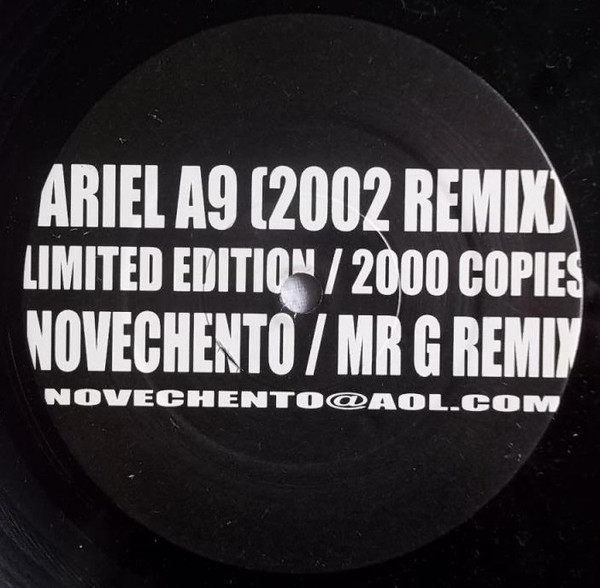 ARIEL A9 (2002 REMIX)
LIMITED EDITION / 2000 COPIES
NOVECHENTO / MR G REMIX
NOVECHENTO@AOL.COM